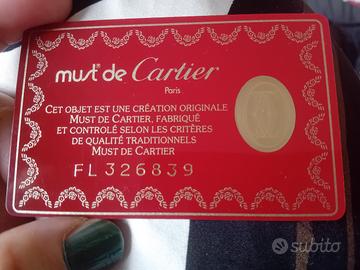 must de Cartier
Paris
CET OBJET EST UNE CRÉATION ORIGINALE
MUST DE CARTIER, FABRIQUÉ
ET CONTROLÉ SELON LES CRITÈRES
DE QUALITÉ TRADITIONNELS
MUST DE CARTIER
FL 326839
subito